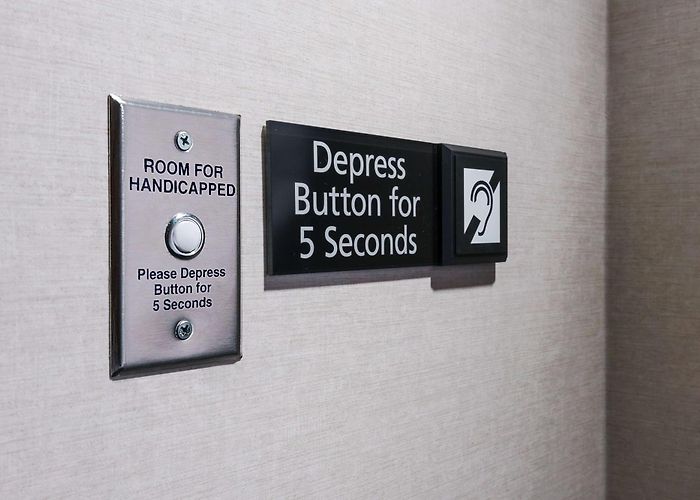 ROOM FOR
HANDICAPPED
Please Depress
Button for
5 Seconds
Depress
Button for
5 Seconds